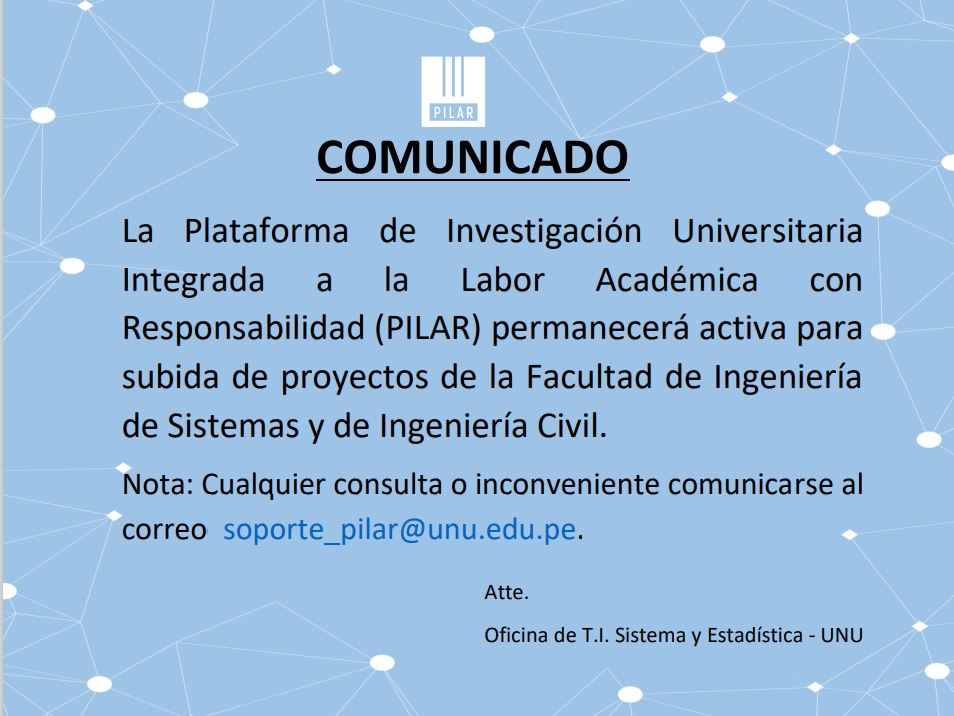 PILAR
COMUNICADO
La Plataforma de Investigación Universitaria
Integrada a la Labor Académica con
Responsabilidad (PILAR) permanecerá activa para
subida de proyectos de la Facultad de Ingeniería
de Sistemas y de Ingeniería Civil.
Nota: Cualquier consulta o inconveniente comunicarse al
correo soporte_pilar@unu.edu.pe.
Atte.
Oficina de T.I. Sistema y Estadística - UNU